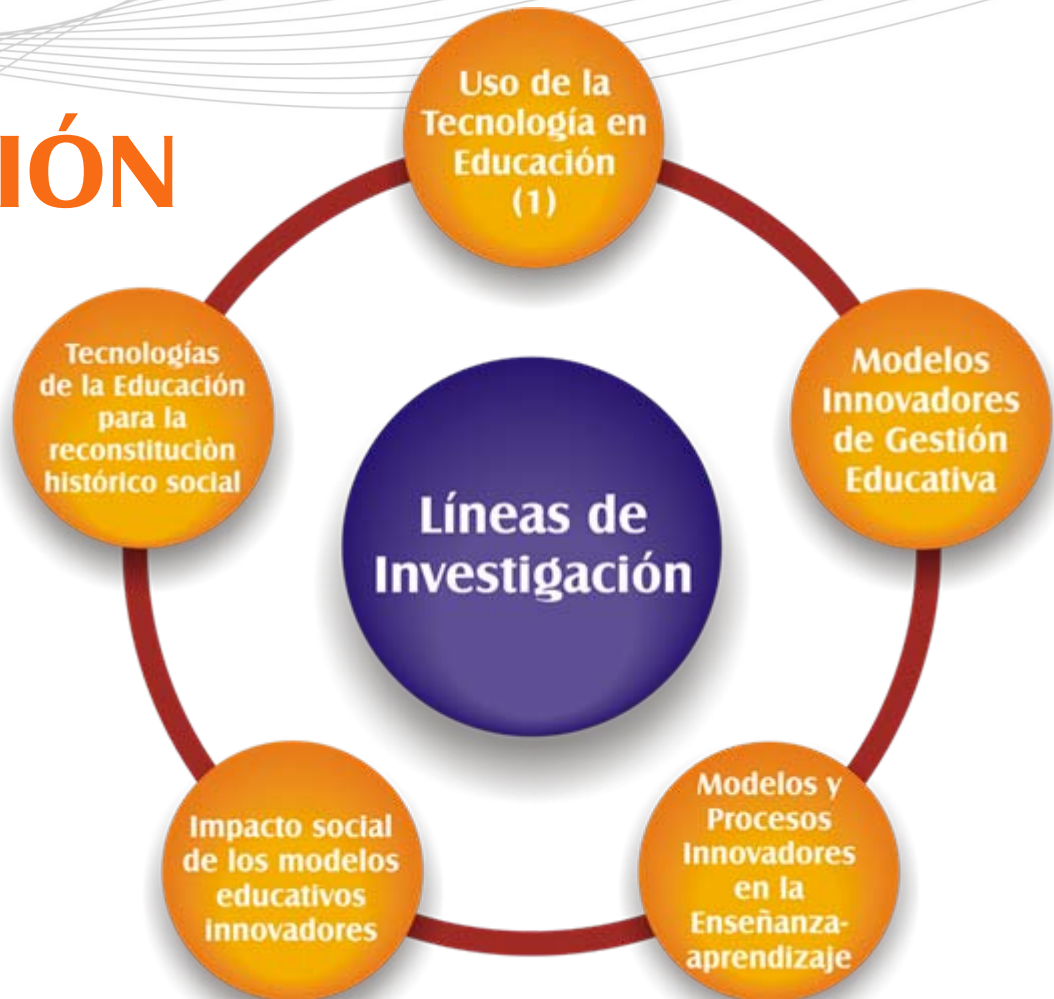 IÓN
Uso de la
Tecnología en
Educación
(1)
Modelos
Innovadores
de Gestión
Educativa
Modelos y
Procesos
Innovadores
en la
Enseñanza-
aprendizaje
Impacto social
de los modelos
educativos
innovadores
Tecnologías
de la Educación
para la
reconstituciòn
histórico social
Líneas de
Investigación